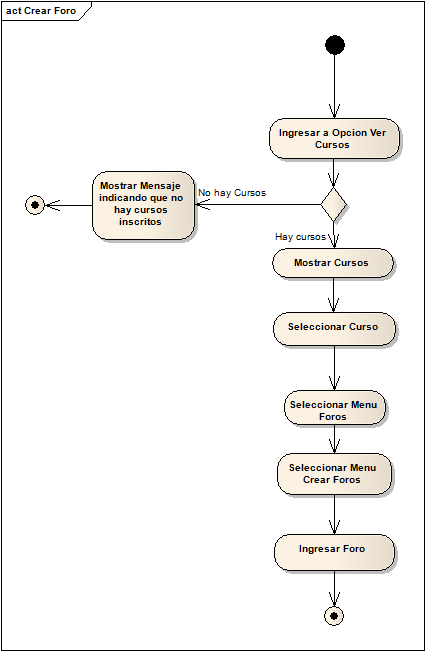 act Crear Foro
Ingresar a Opcion Ver
Cursos
No hay Cursos
Mostrar Mensaje
indicando que no
hay cursos
inscritos
Hay cursos
Mostrar Cursos
Seleccionar Curso
Seleccionar Menu
Foros
Seleccionar Menu
Crear Foros
Ingresar Foro